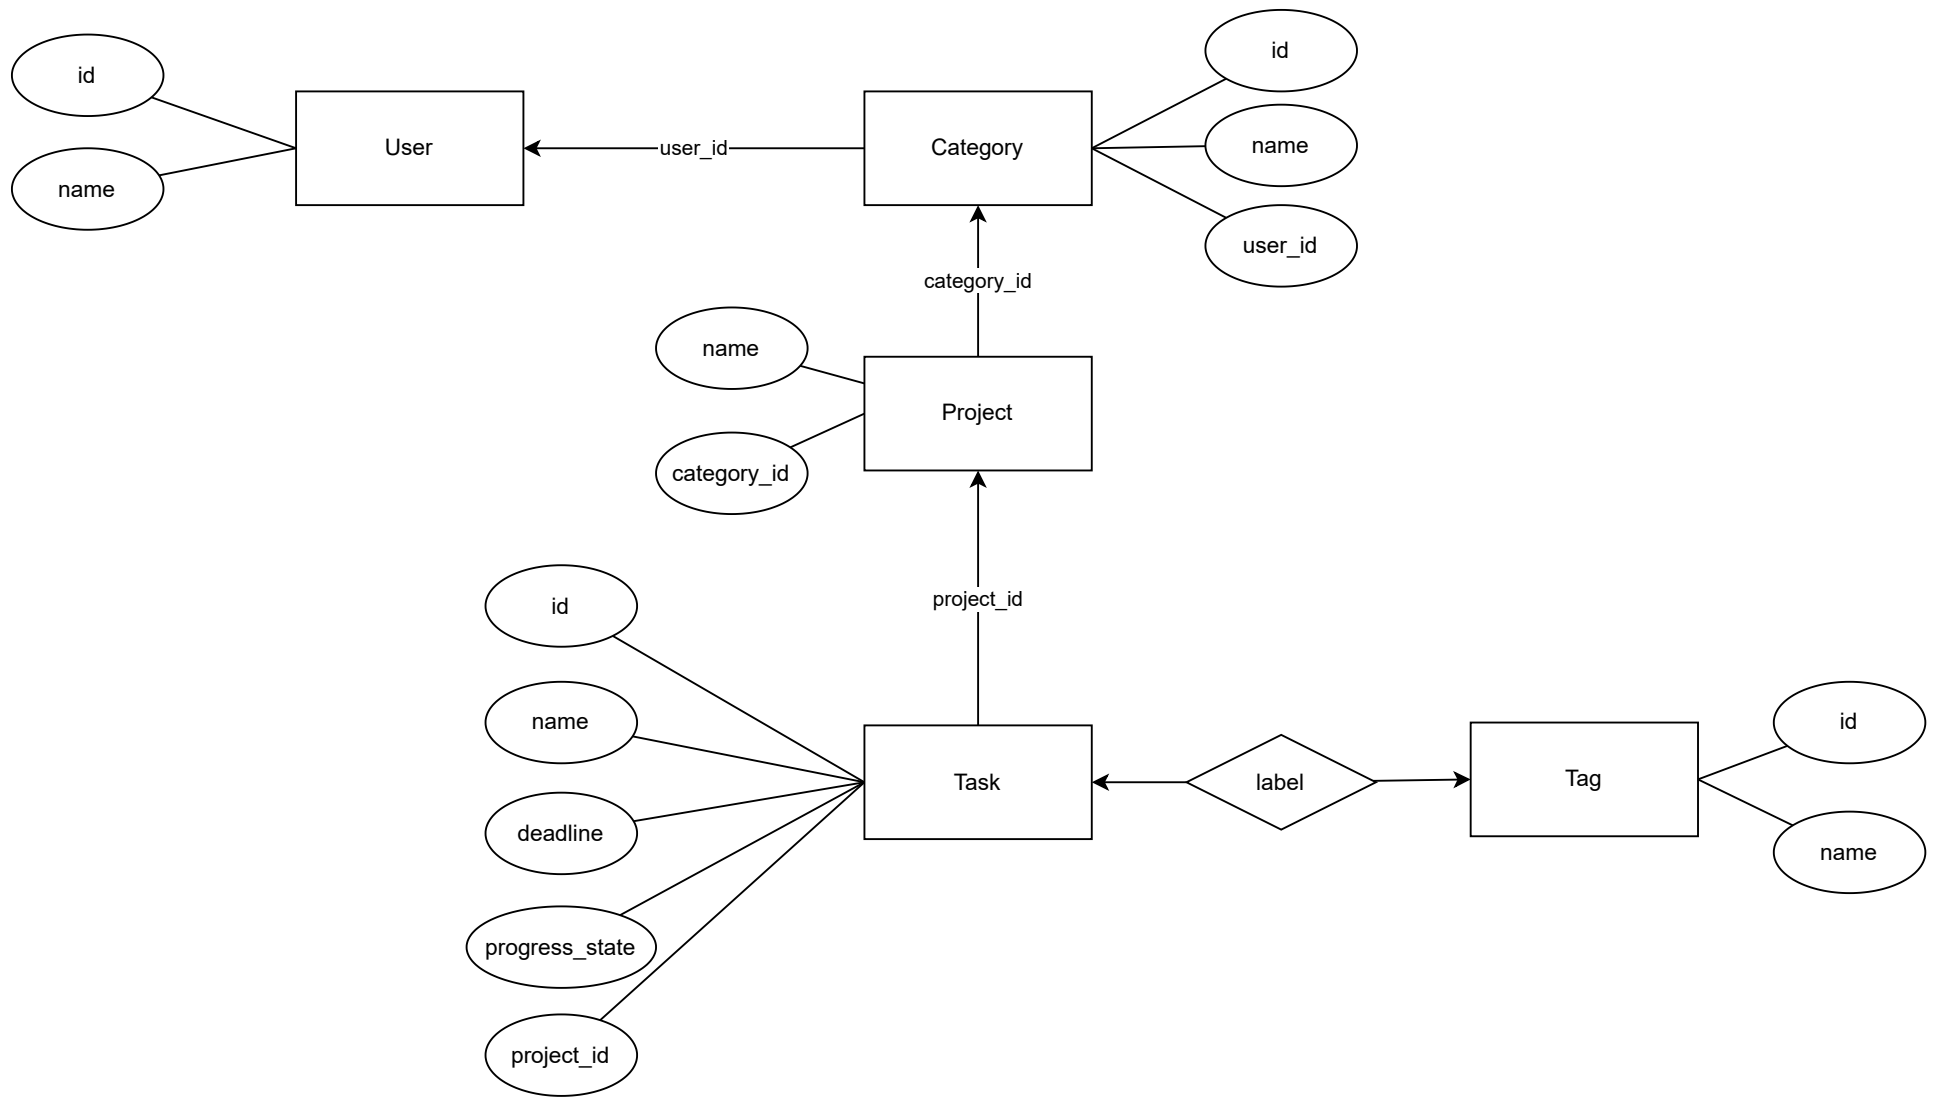 id
name
User
user_id
Category
id
name
user_id
category_id
name
category_id
Project
project_id
id
name
deadline
progress_state
project_id
Task
label
Tag
id
name